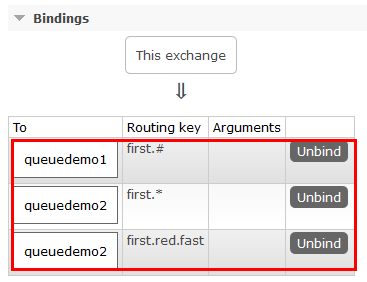 Bindings
This exchange
⇓
To Routing key Arguments
queuedemo1 first.# Unbind
queuedemo2 first.* Unbind
queuedemo2 first.red.fast Unbind